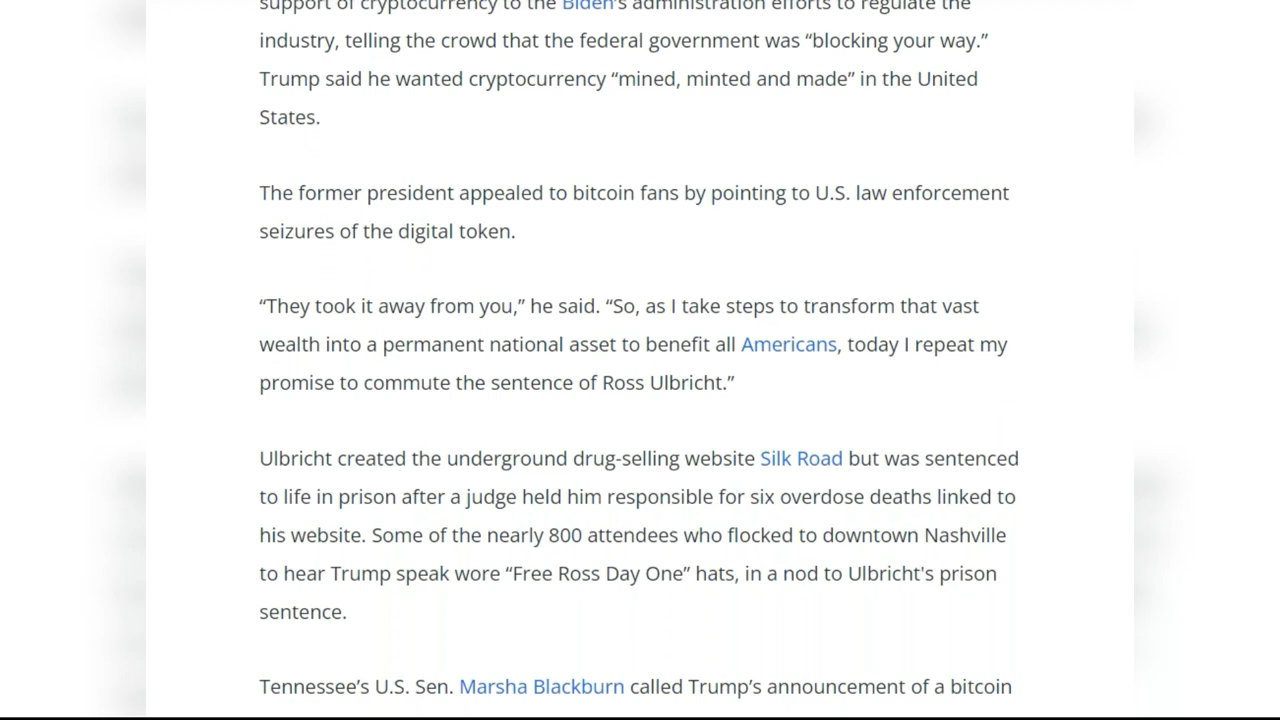 support of cryptocurrency to the Biden's administration efforts to regulate the
industry, telling the crowd that the federal government was “blocking your way.”
Trump said he wanted cryptocurrency “mined, minted and made” in the United
States.
The former president appealed to bitcoin fans by pointing to U.S. law enforcement
seizures of the digital token.
“They took it away from you,” he said. “So, as I take steps to transform that vast
wealth into a permanent national asset to benefit all Americans, today I repeat my
promise to commute the sentence of Ross Ulbricht.”
Ulbricht created the underground drug-selling website Silk Road but was sentenced
to life in prison after a judge held him responsible for six overdose deaths linked to
his website. Some of the nearly 800 attendees who flocked to downtown Nashville
to hear Trump speak wore “Free Ross Day One” hats, in a nod to Ulbricht's prison
sentence.
Tennessee’s U.S. Sen. Marsha Blackburn called Trump’s announcement of a bitcoin